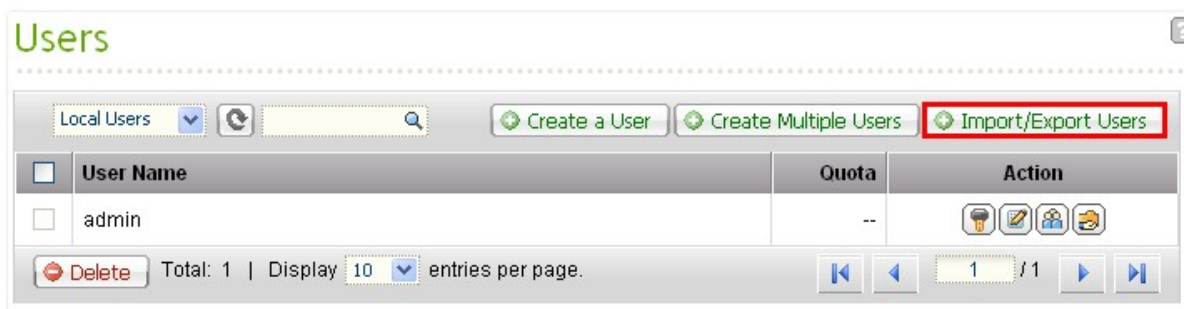 Users
Local Users Create a User Create Multiple Users Import/Export Users
User Name Quota Action
admin --
Delete Total: 1 | Display 10 entries per page. 1 / 1